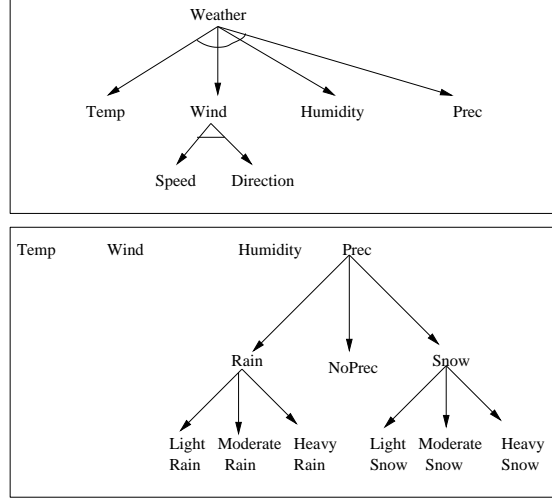 Weather
Temp Wind Humidity Prec
Speed Direction
Temp Wind Humidity Prec
Rain NoPrec Snow
Light Moderate Heavy Light Moderate Heavy
Rain Rain Rain Snow Snow Snow